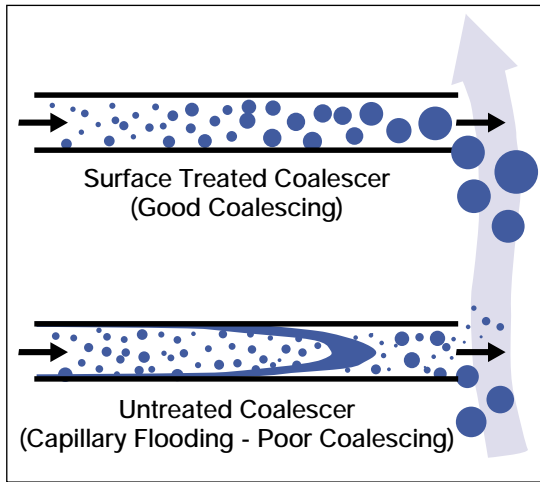 Surface Treated Coalescer
(Good Coalescing)
Untreated Coalescer
(Capillary Flooding - Poor Coalescing)